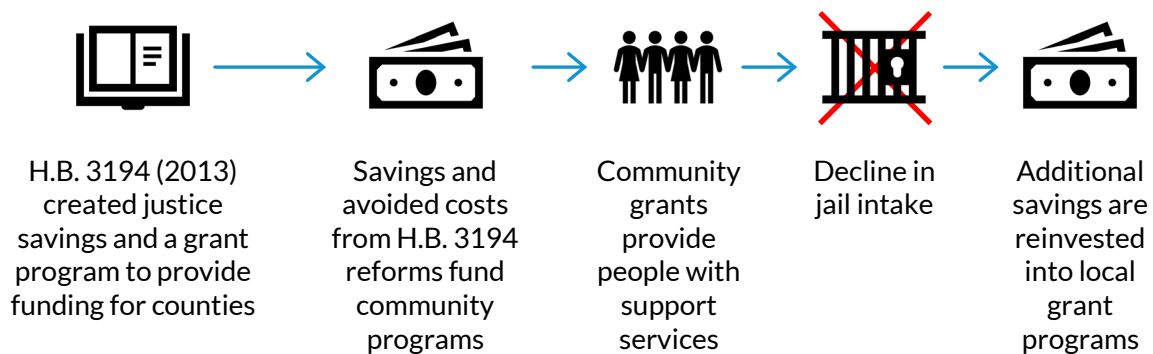 H.B. 3194 (2013)
created justice
savings and a grant
program to provide
funding for counties
Savings and
avoided costs
from H.B. 3194
reforms fund
community
programs
Community
grants
provide
people with
support
services
Decline in
jail intake
Additional
savings are
reinvested
into local
grant
programs